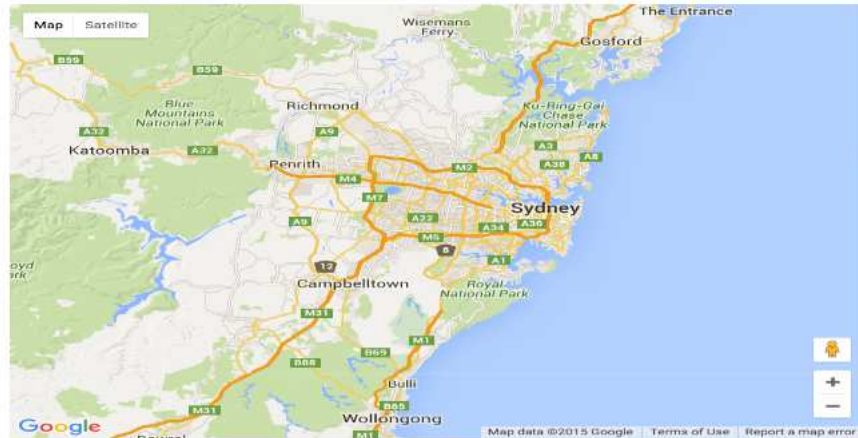 The Entrance
Map Satellite
Wisemans
Ferry
Gosford
B59
B59
Blue
Mountains
National Park
Richmond
Ku-Ring-Gai
Chase
National Park
A9
A32
Katoomba
A32
Penrith
A3
A8
A38
M2
M4
M7
Sydney
A9
A22
A34
A36
M5
6
A1
12
Campbelltown
Royal
National Park
M31
M1
B69
B88
Bulli
B65
M31
Wollongong
M1
Google
Map data ©2015 Google Terms of Use Report a map error